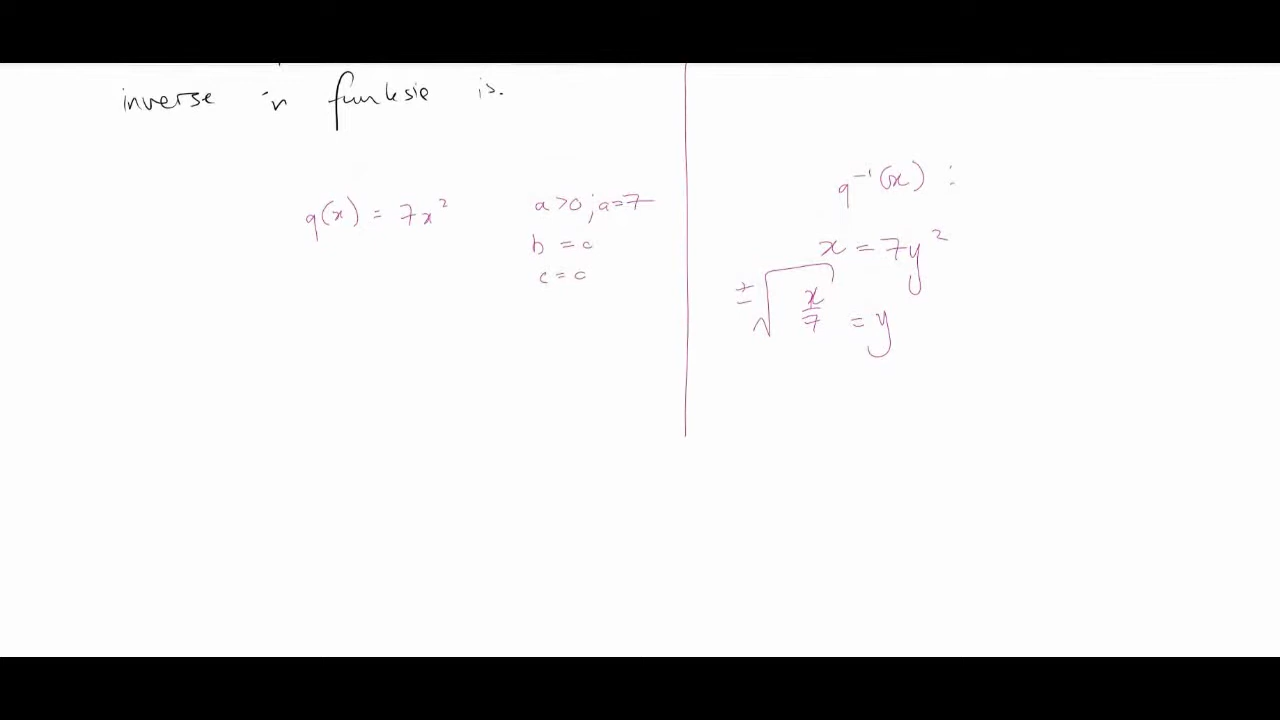 inverse 'n funksie is.
q(x) = 7x²
a>0; a=7
b = 0
c = 0
q⁻¹(x) :
x = 7y²
±√(x/7) = y